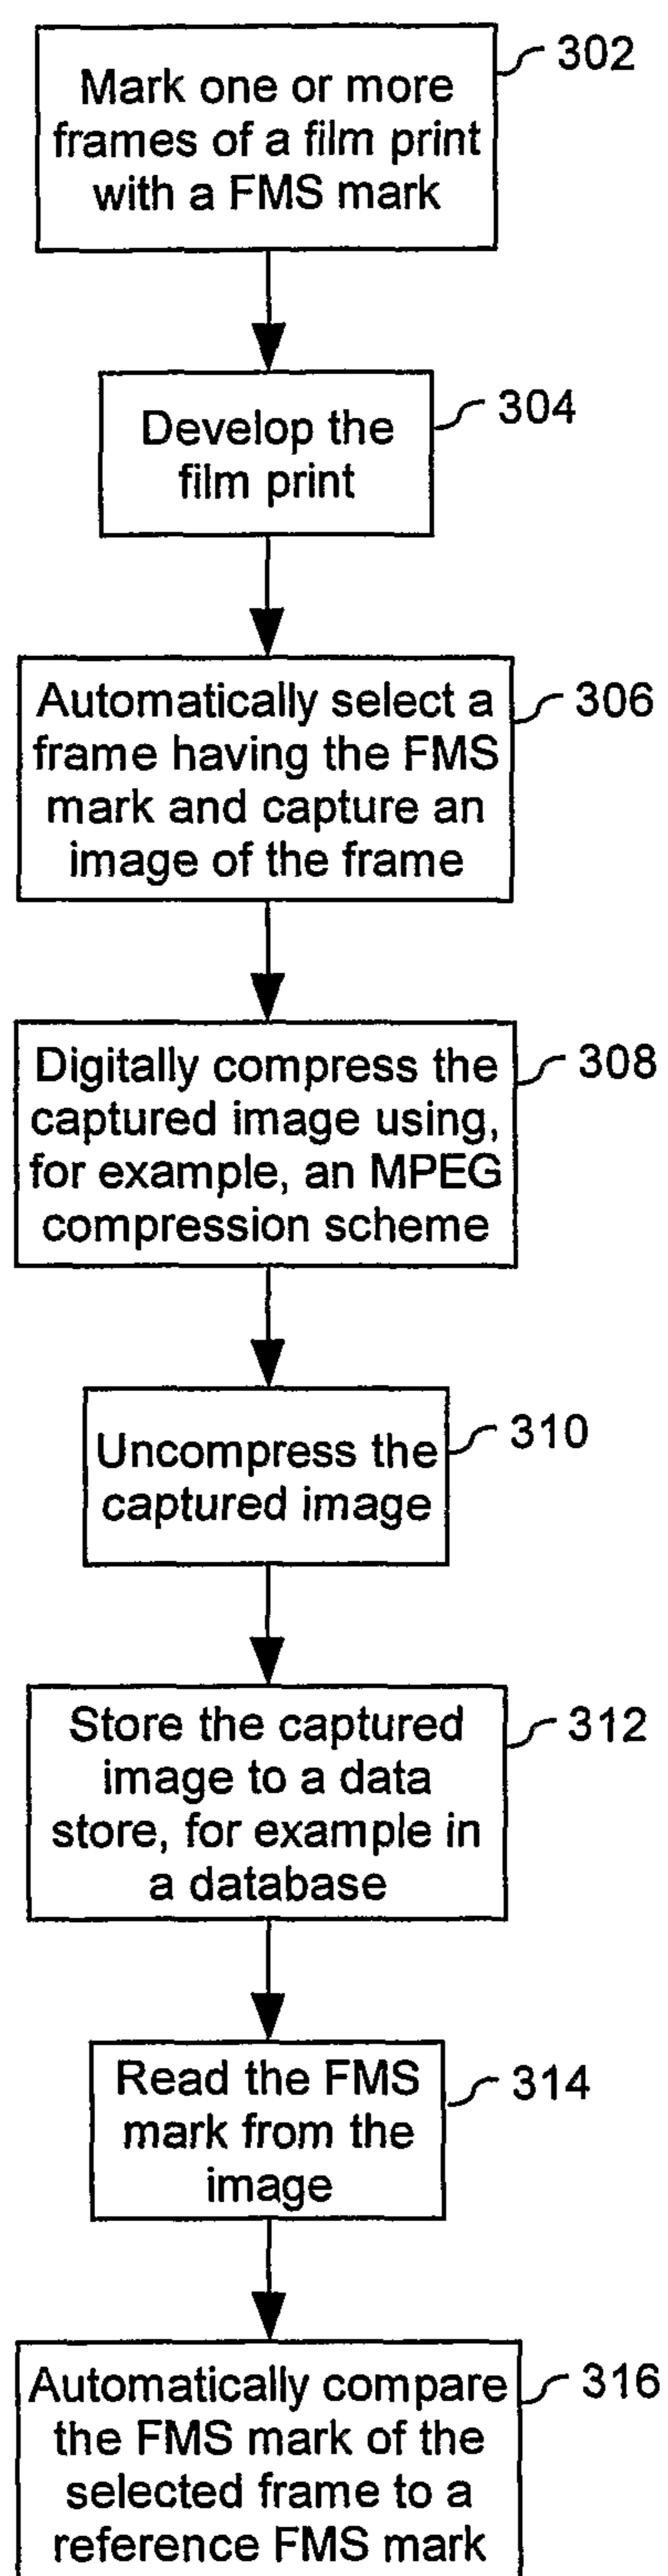 Mark one or more
frames of a film print
with a FMS mark
302
Develop the
film print
304
Automatically select a
frame having the FMS
mark and capture an
image of the frame
306
Digitally compress the
captured image using,
for example, an MPEG
compression scheme
308
Uncompress the
captured image
310
Store the captured
image to a data
store, for example in
a database
312
Read the FMS
mark from the
image
314
Automatically compare
the FMS mark of the
selected frame to a
reference FMS mark
316